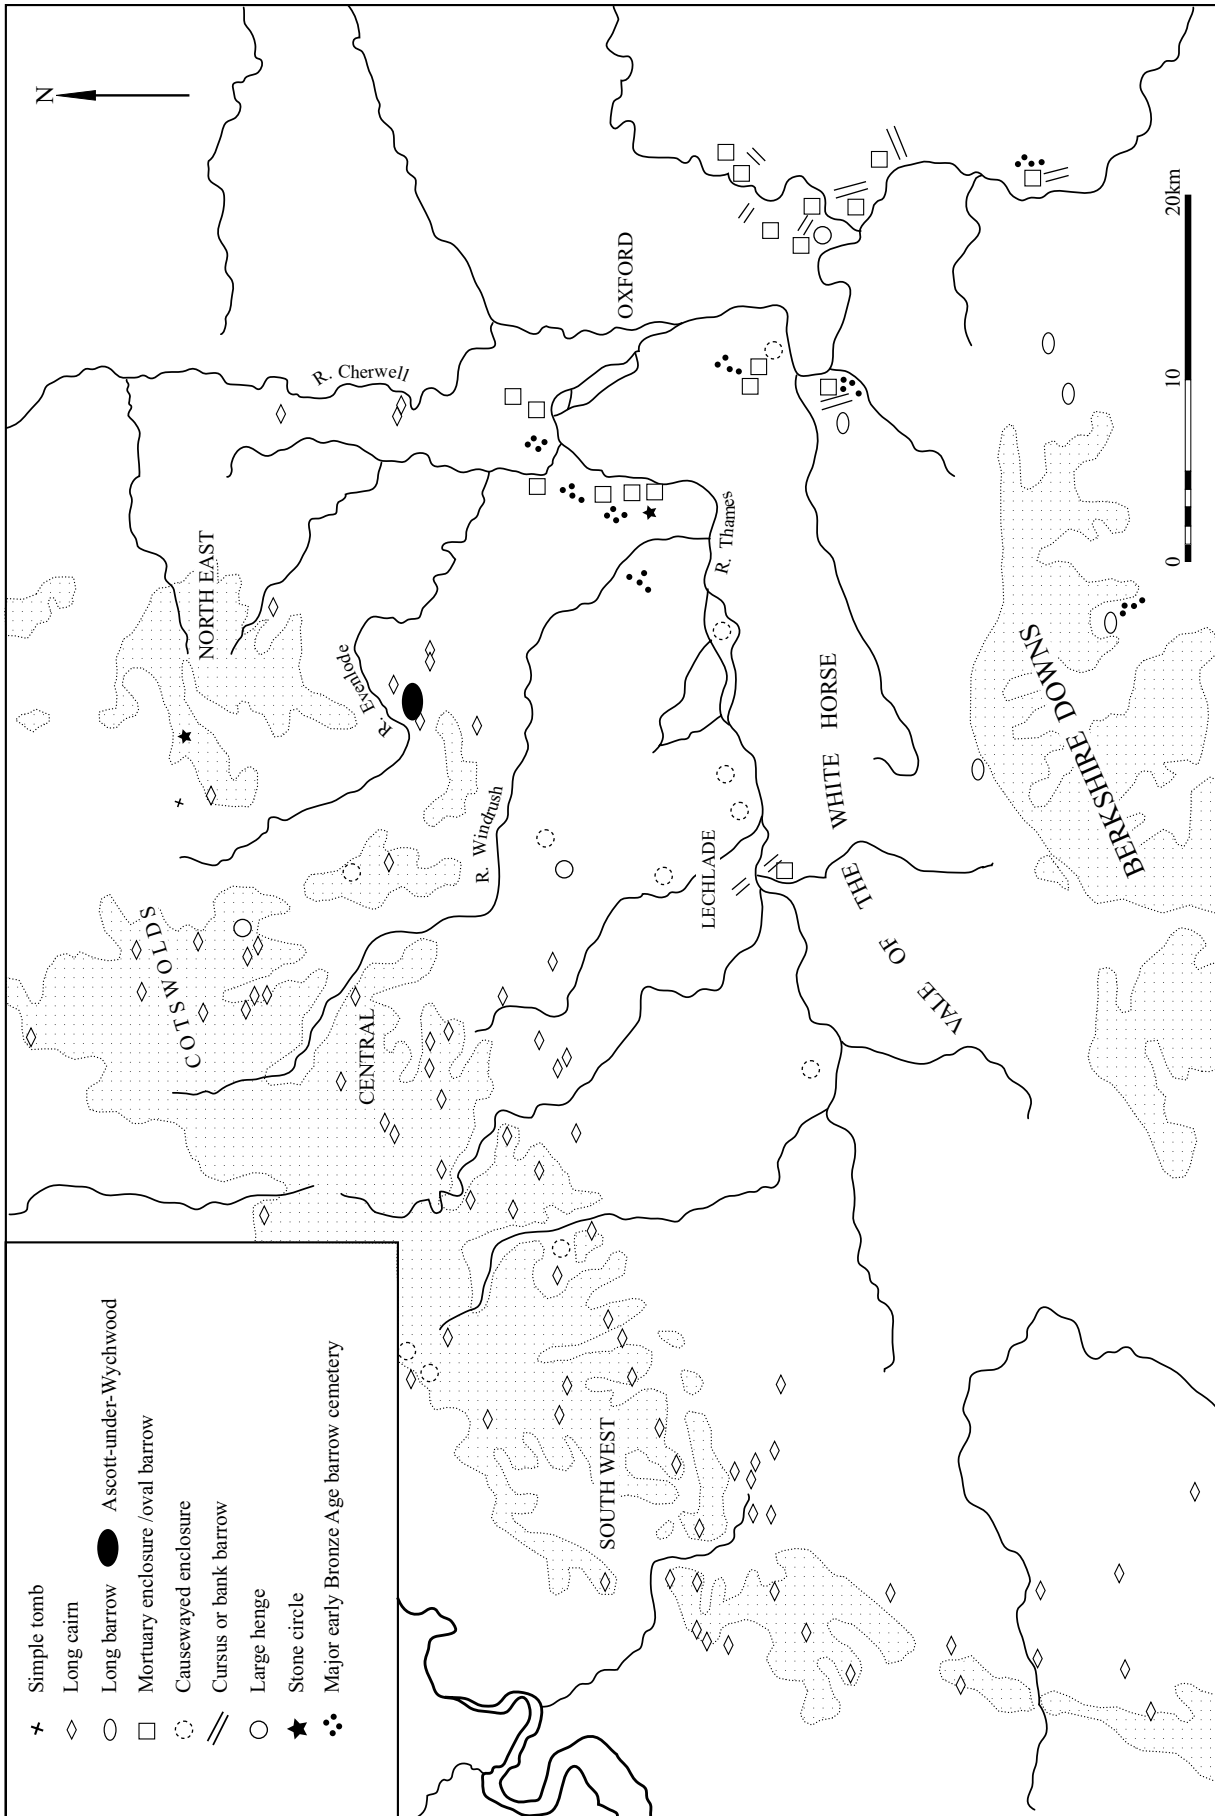 N
COTSWOLDS
NORTH EAST
R. Cherwell
R. Evenlode
CENTRAL
R. Windrush
OXFORD
SOUTH WEST
LECHLADE
R. Thames
VALE OF THE WHITE HORSE
BERKSHIRE DOWNS
0 10 20km
Simple tomb
Long cairn
Long barrow
Ascott-under-Wychwood
Mortuary enclosure /oval barrow
Causewayed enclosure
Cursus or bank barrow
Large henge
Stone circle
Major early Bronze Age barrow cemetery